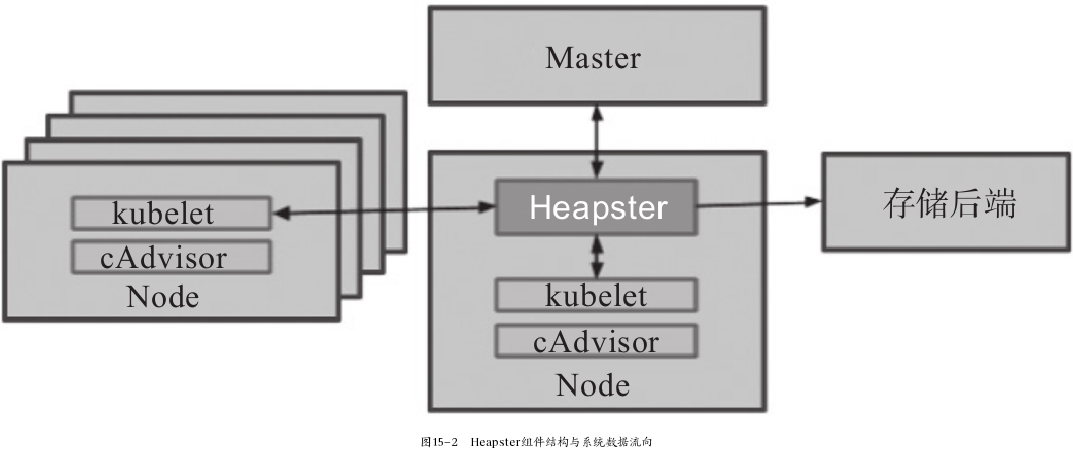 Master
kubelet
cAdvisor
Node
Heapster
kubelet
cAdvisor
Node
存储后端
图15-2 Heapster组件结构与系统数据流向